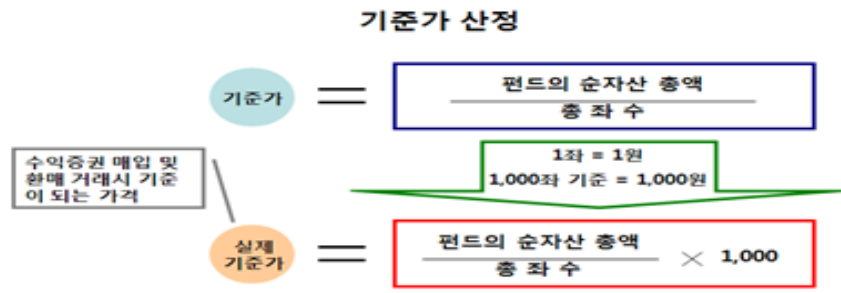 기준가 산정
기준가 = 펀드의 순자산 총액
총 좌 수
1좌 = 1원
1,000좌 기준 = 1,000원
수익증권 매입 및
환매 거래시 기준
이 되는 가격
실제
기준가
= 펀드의 순자산 총액
총 좌 수
× 1,000